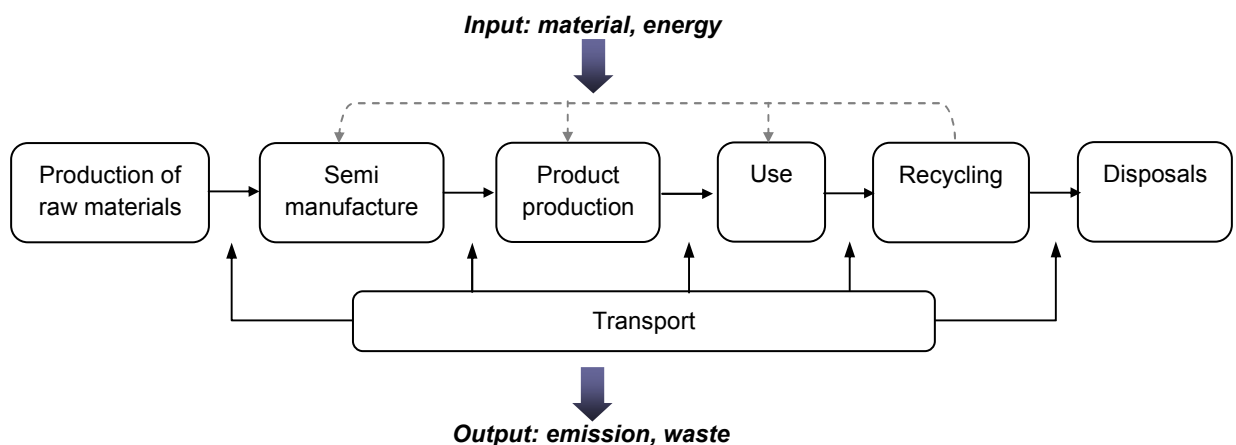 Input: material, energy
Production of
raw materials
Semi
manufacture
Product
production
Use
Recycling
Disposals
Transport
Output: emission, waste